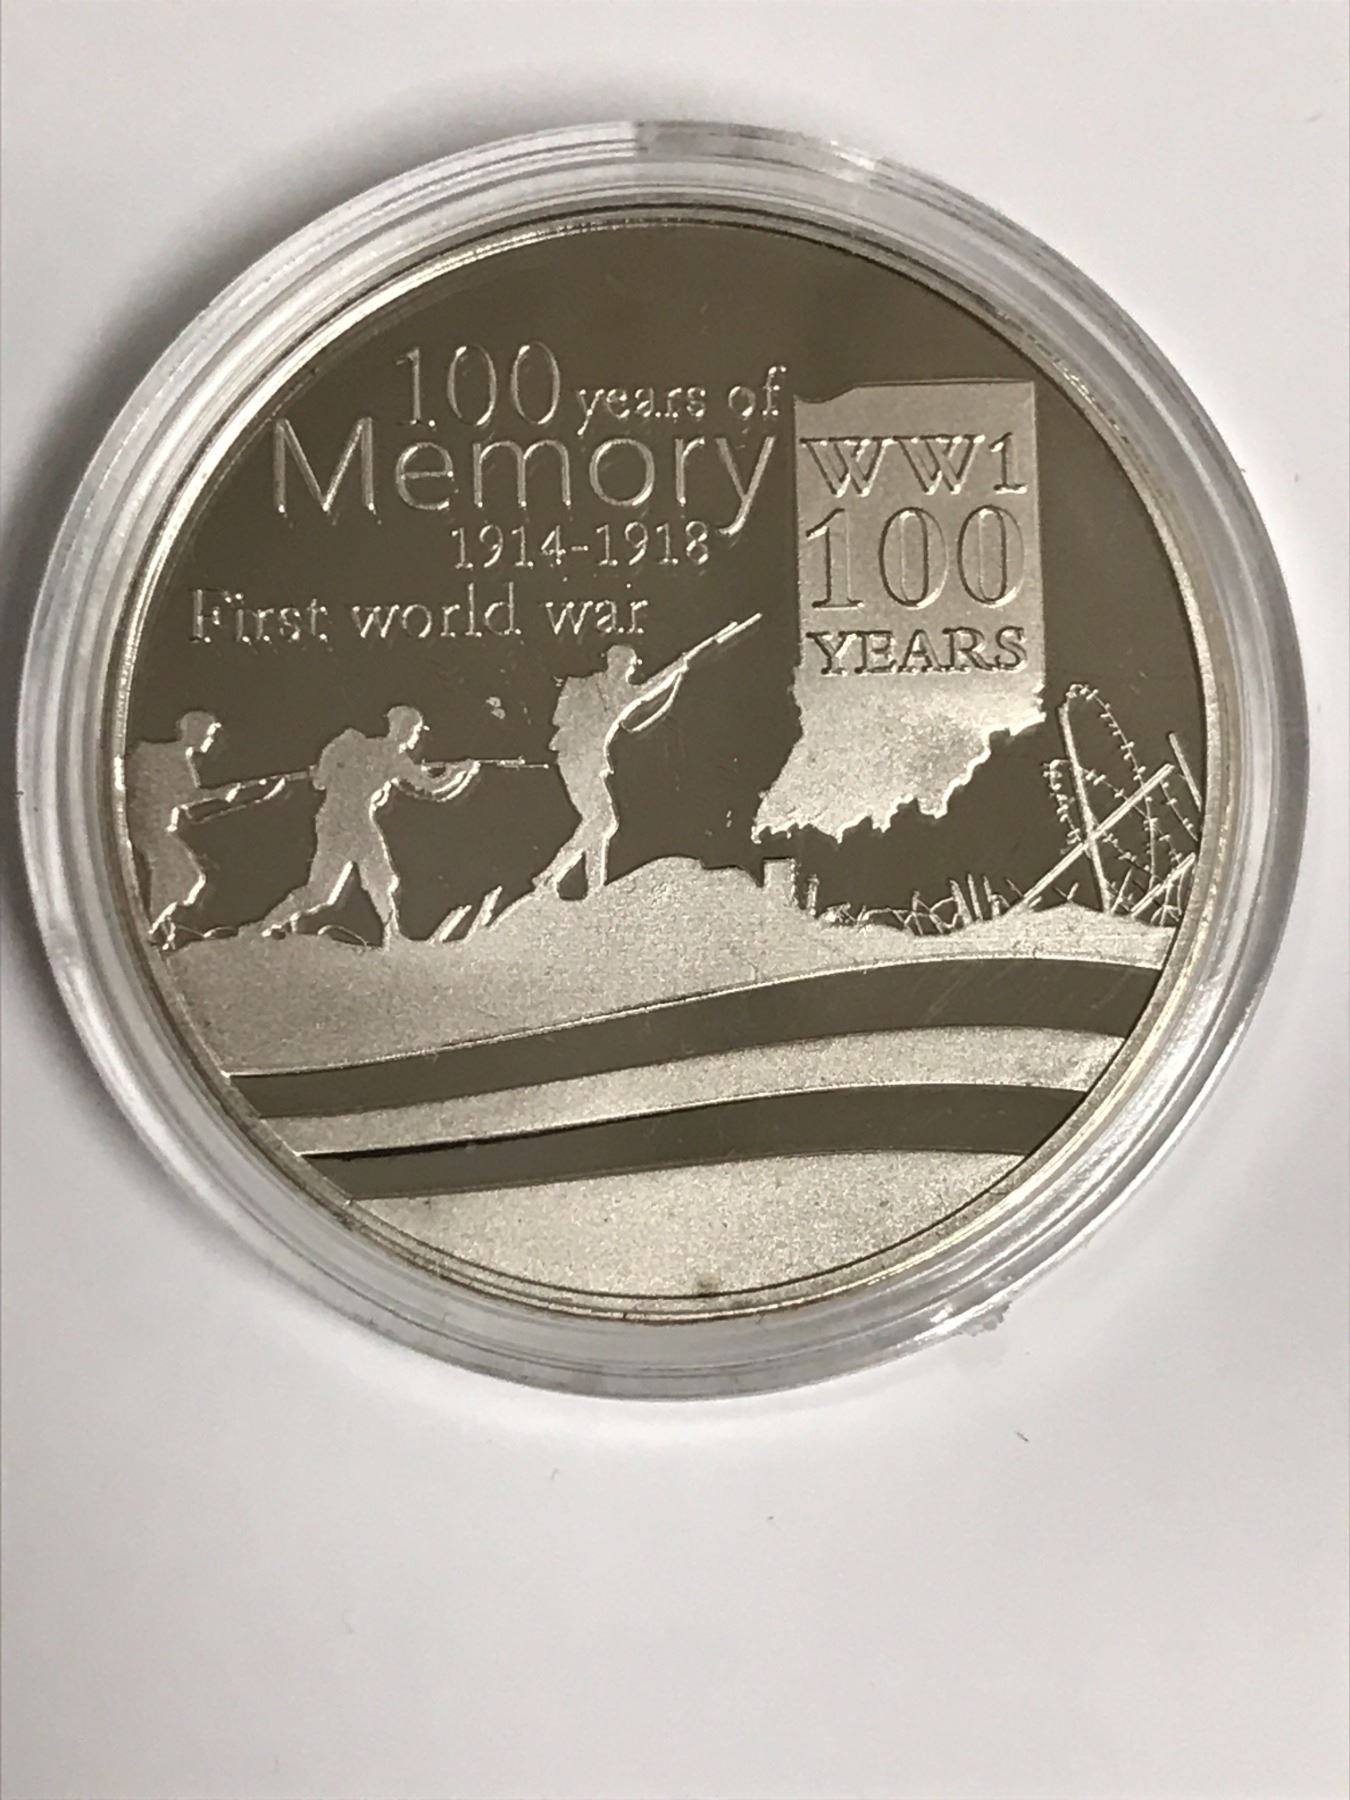 100 years of
Memory
1914-1918
First world war
WW1
100
YEARS